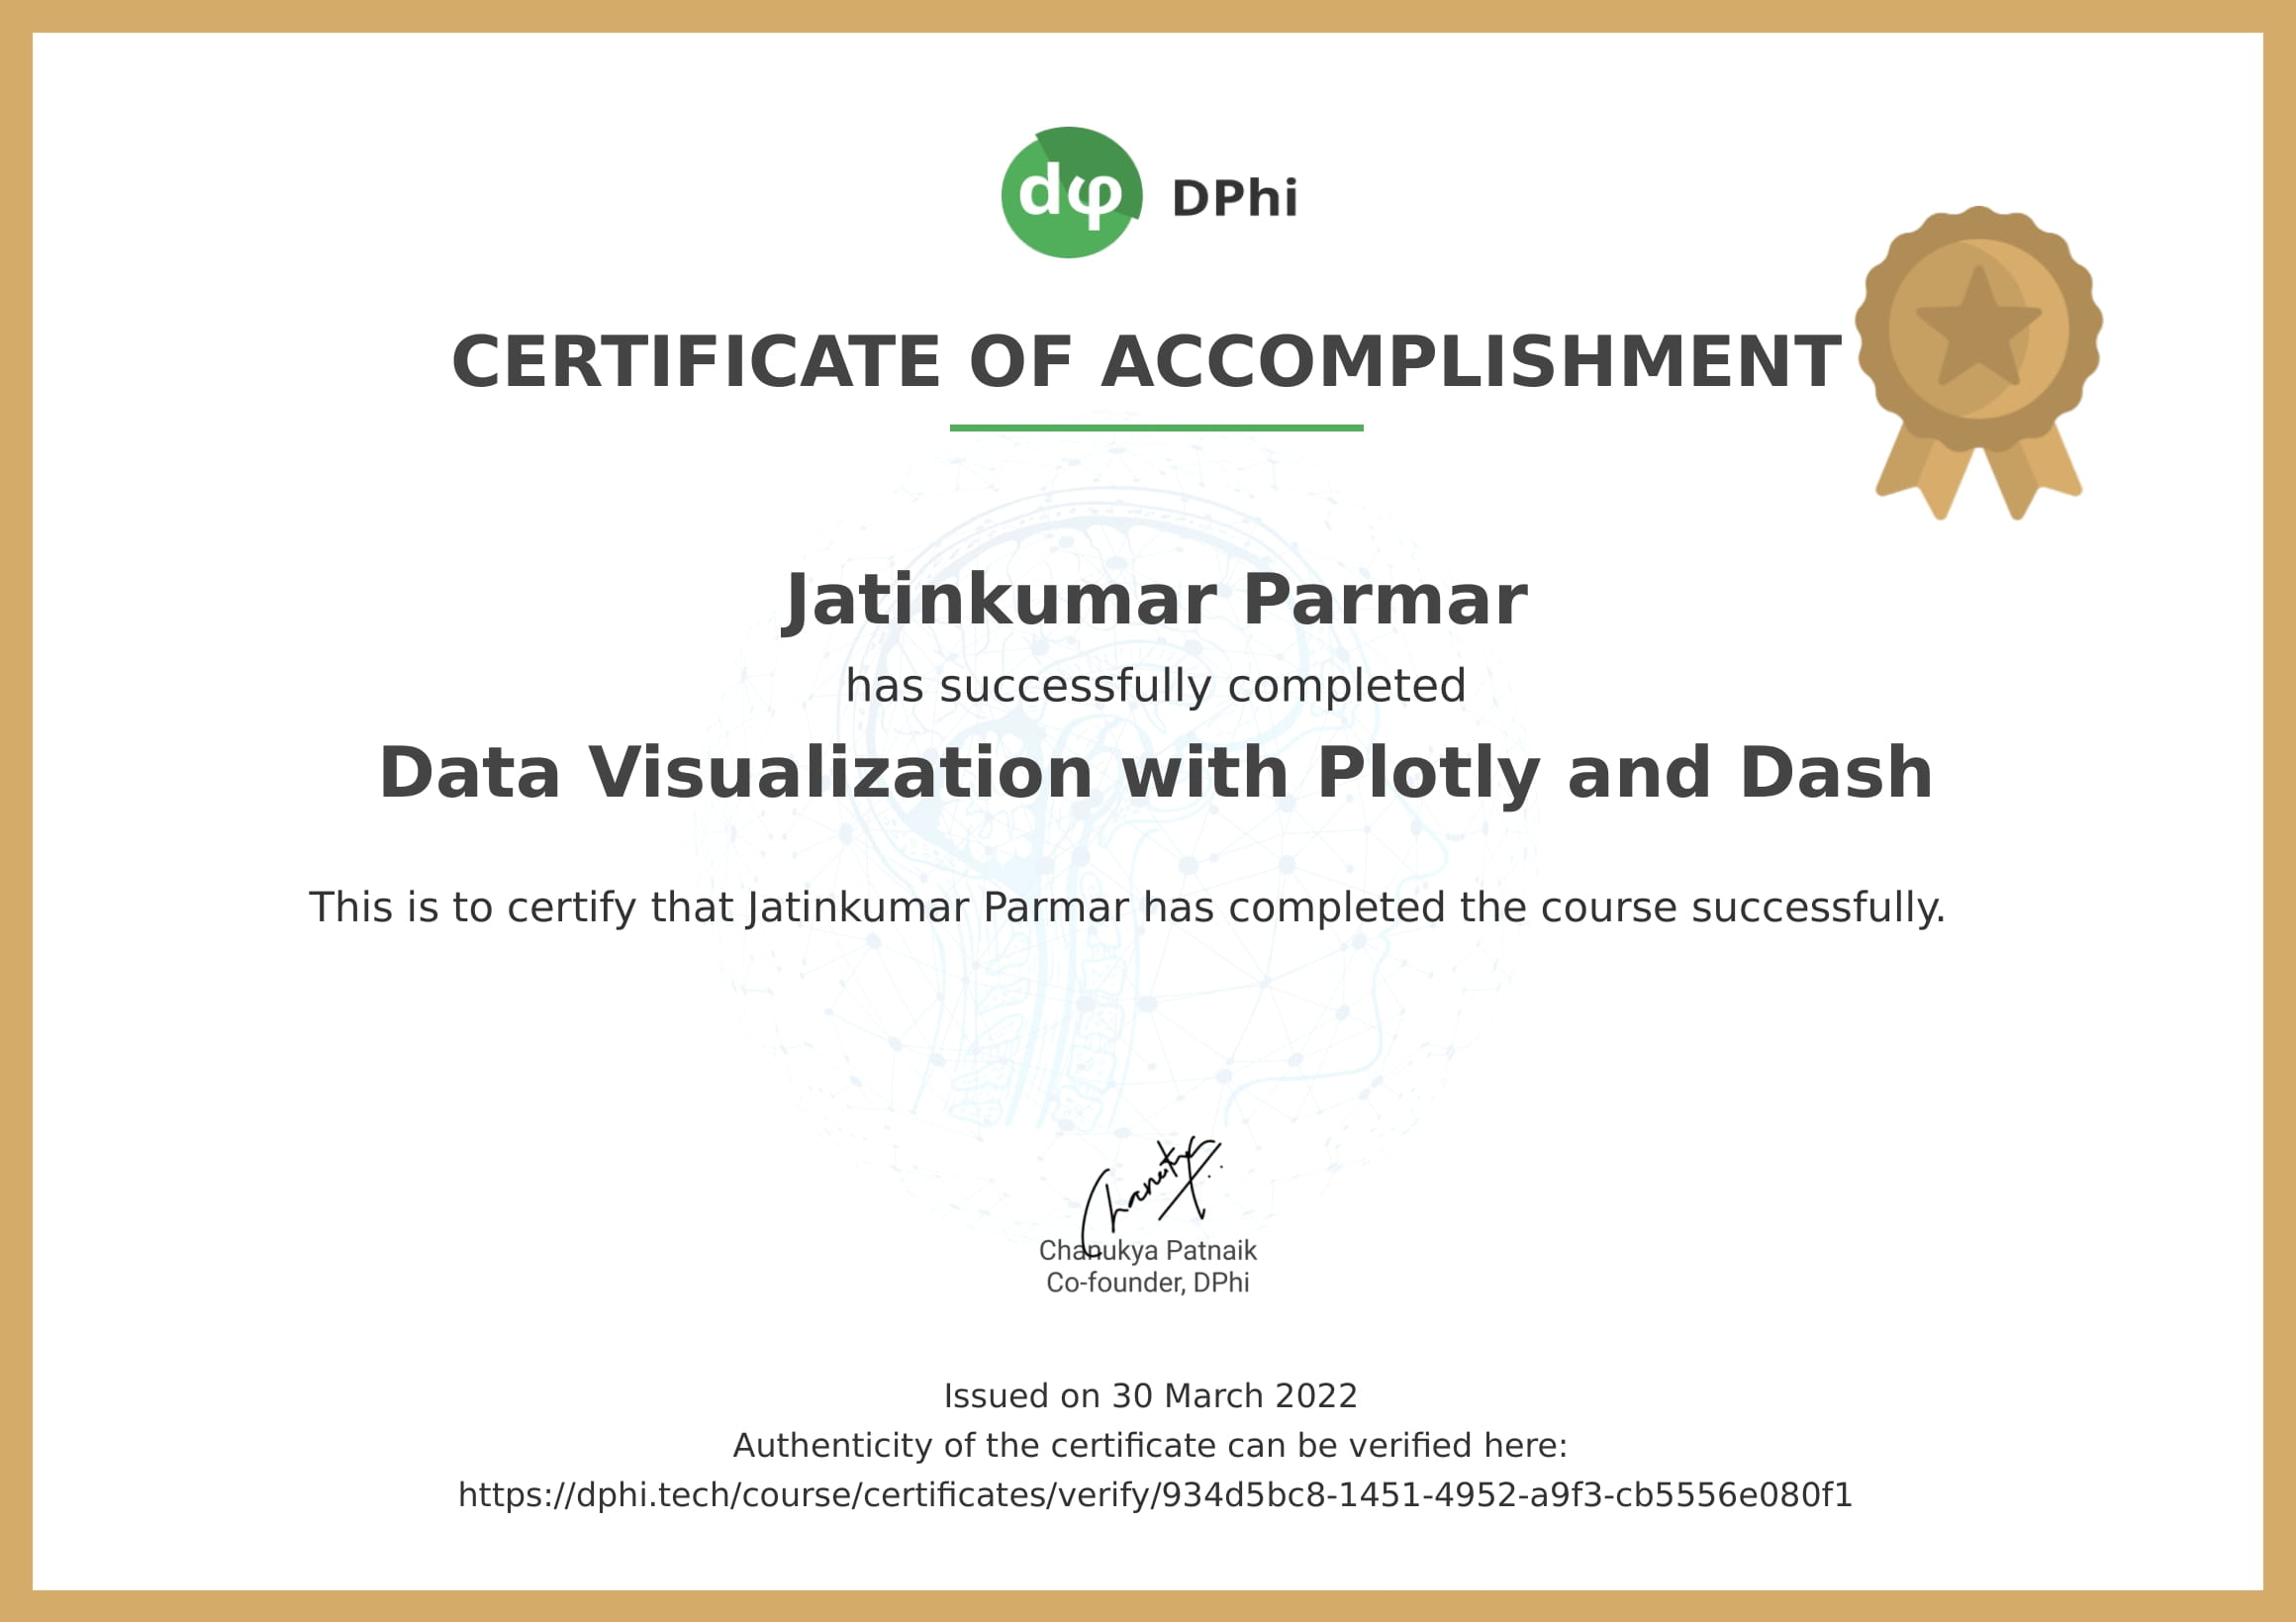 dφ DPhi
CERTIFICATE OF ACCOMPLISHMENT
Jatinkumar Parmar
has successfully completed
Data Visualization with Plotly and Dash
This is to certify that Jatinkumar Parmar has completed the course successfully.
Chanukya Patnaik
Co-founder, DPhi
Issued on 30 March 2022
Authenticity of the certificate can be verified here:
https://dphi.tech/course/certificates/verify/934d5bc8-1451-4952-a9f3-cb5556e080f1